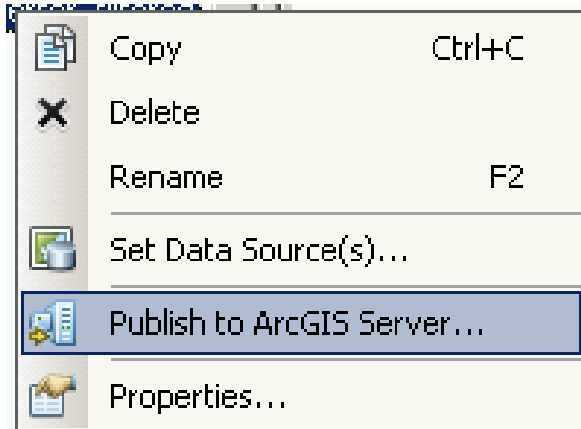 Copy Ctrl+C
Delete
Rename F2
Set Data Source(s)...
Publish to ArcGIS Server...
Properties...